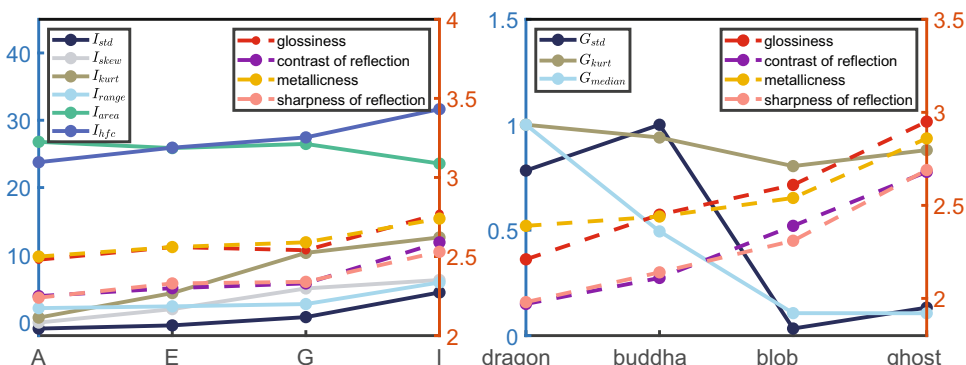 40
30
20
10
0
I_std
I_skew
I_kurt
I_range
I_area
I_hfc
glossiness
contrast of reflection
metallicness
sharpness of reflection
4
3.5
3
2.5
2
A E G I
1.5
1
0.5
0
G_std
G_kurt
G_median
glossiness
contrast of reflection
metallicness
sharpness of reflection
3.5
3
2.5
2
dragon buddha blob ghost